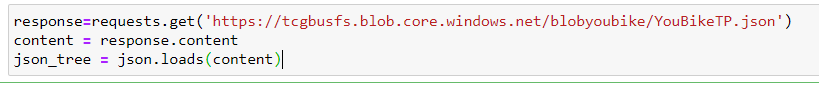 response=requests.get('https://tcgbusfs.blob.core.windows.net/blobyoubike/YouBikeTP.json')
content = response.content
json_tree = json.loads(content)